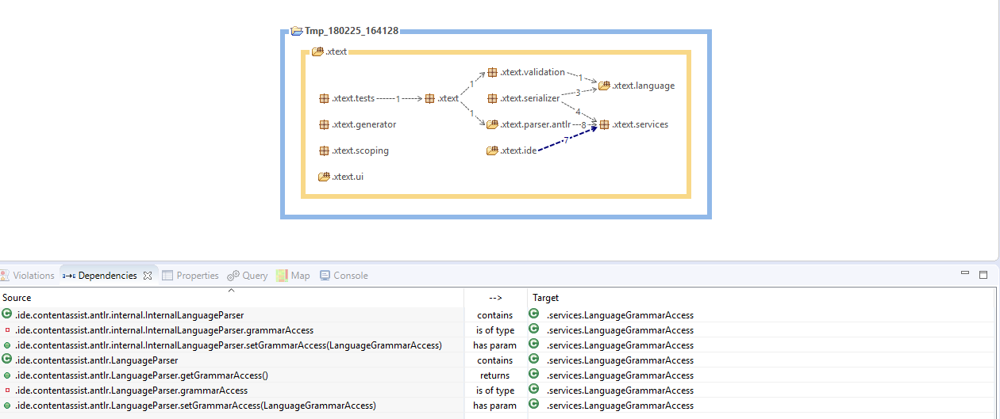 Tmp_180225_164128
.xtext
.xtext.validation
1
.xtext.language
1
3
.xtext.tests
1
.xtext
.xtext.serializer
4
1
.xtext.generator
.xtext.parser.antlr
8
.xtext.services
7
.xtext.scoping
.xtext.ide
.xtext.ui
Violations Dependencies Properties Query Map Console
Source --> Target
.ide.contentassist.antlr.internal.InternalLanguageParser contains .services.LanguageGrammarAccess
.ide.contentassist.antlr.internal.InternalLanguageParser.grammarAccess is of type .services.LanguageGrammarAccess
.ide.contentassist.antlr.internal.InternalLanguageParser.setGrammarAccess(LanguageGrammarAccess) has param .services.LanguageGrammarAccess
.ide.contentassist.antlr.LanguageParser contains .services.LanguageGrammarAccess
.ide.contentassist.antlr.LanguageParser.getGrammarAccess() returns .services.LanguageGrammarAccess
.ide.contentassist.antlr.LanguageParser.grammarAccess is of type .services.LanguageGrammarAccess
.ide.contentassist.antlr.LanguageParser.setGrammarAccess(LanguageGrammarAccess) has param .services.LanguageGrammarAccess